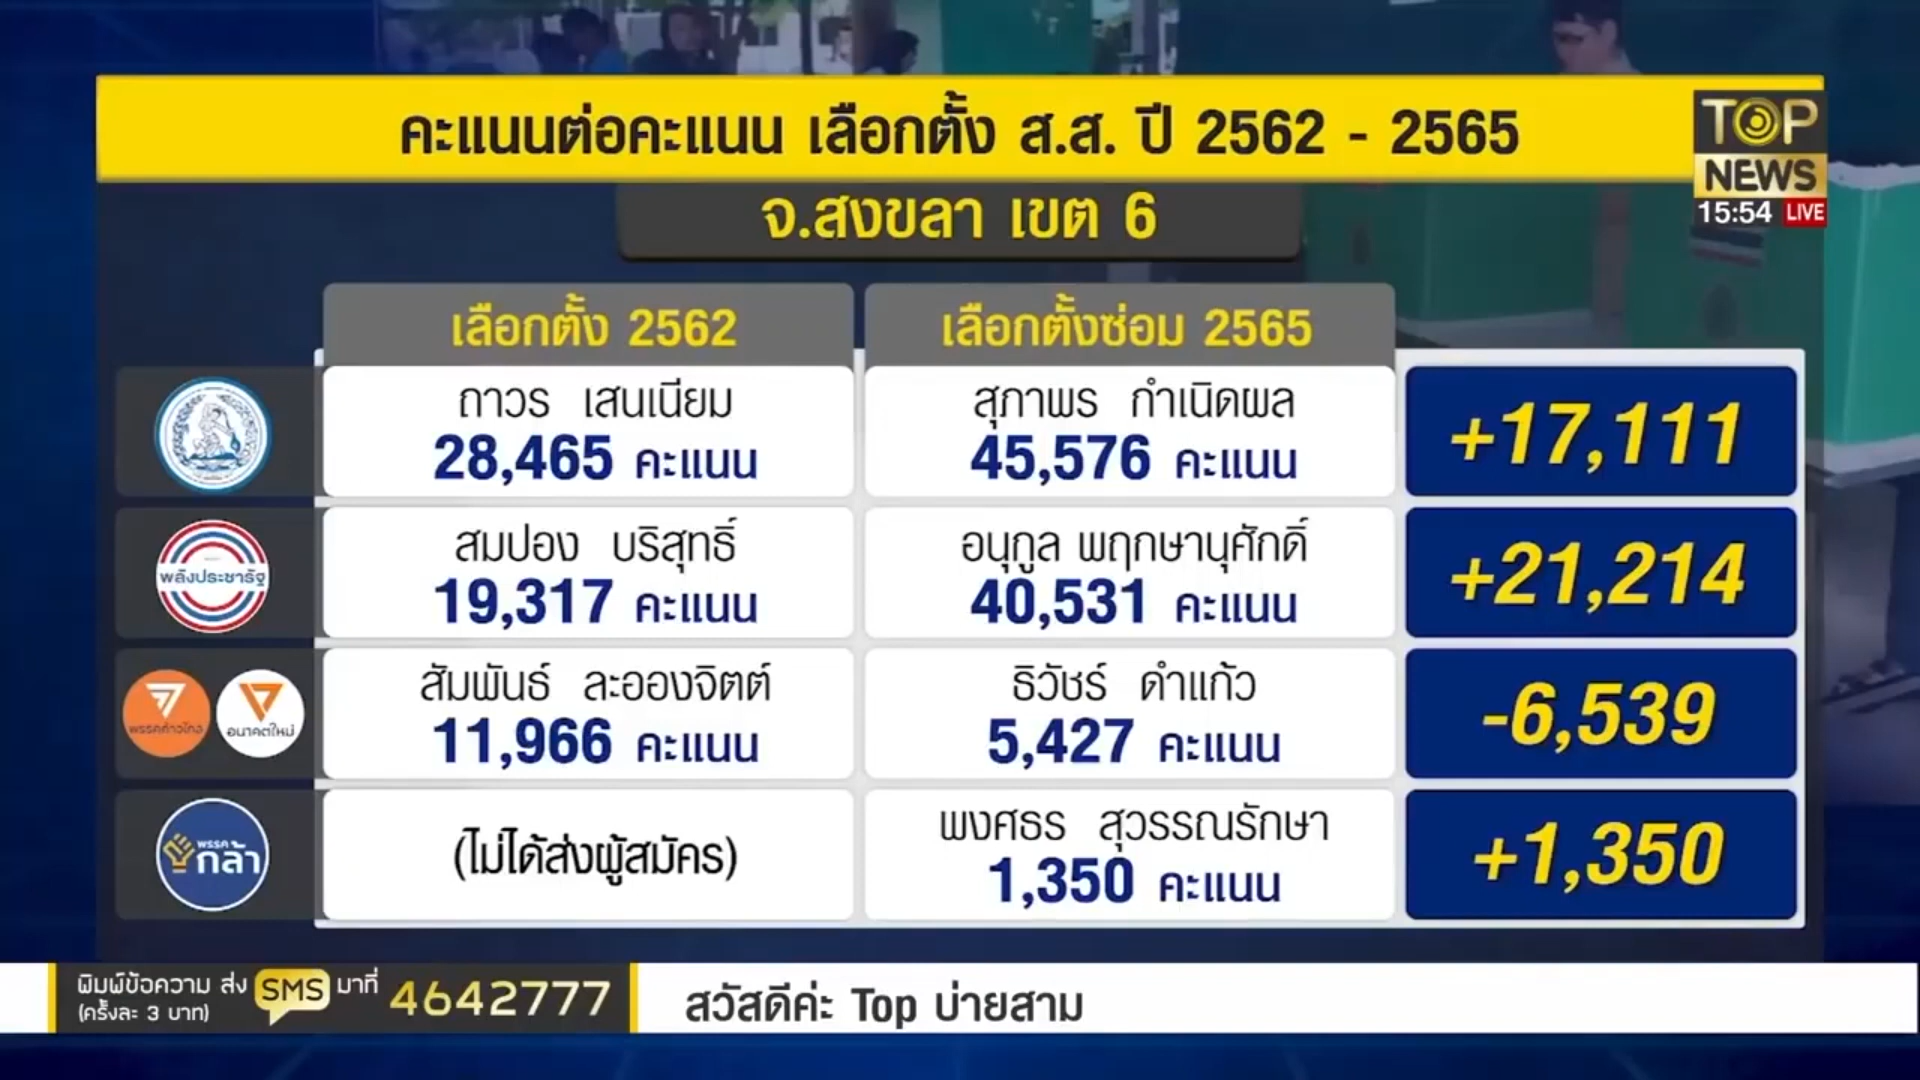 คะแนนต่อคะแนน เลือกตั้ง ส.ส. ปี 2562 - 2565
TOP
NEWS
15:54 LIVE
จ.สงขลา เขต 6
เลือกตั้ง 2562
เลือกตั้งซ่อม 2565
ถาวร เสนเนียม
28,465 คะแนน
สุภาพร กำเนิดผล
45,576 คะแนน
+17,111
พลังประชารัฐ
สมปอง บริสุทธิ์
19,317 คะแนน
อนุกูล พฤกษานุศักดิ์
40,531 คะแนน
+21,214
พรรคก้าวไกล
อนาคตใหม่
สัมพันธ์ ละอองจิตต์
11,966 คะแนน
ธิวัชร์ ดำแก้ว
5,427 คะแนน
-6,539
พรรค
กล้า
(ไม่ได้ส่งผู้สมัคร)
พงศธร สุวรรณรักษา
1,350 คะแนน
+1,350
พิมพ์ข้อความ ส่ง SMS มาที่ 4642777
(ครั้งละ 3 บาท)
สวัสดีค่ะ Top บ่ายสาม